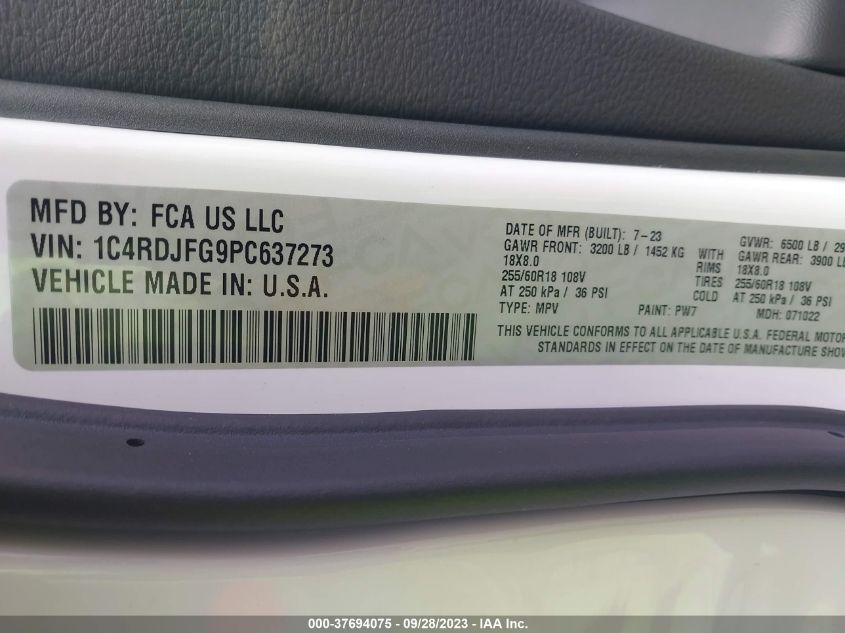 MFD BY: FCA US LLC
VIN: 1C4RDJFG9PC637273
VEHICLE MADE IN: U.S.A.
DATE OF MFR (BUILT): 7-23
GAWR FRONT: 3200 LB / 1452 KG
18X8.0
255/60R18 108V
AT 250 kPa / 36 PSI
TYPE: MPV
WITH
RIMS
TIRES
COLD
GVWR: 6500 LB / 29
GAWR REAR: 3900 LB
18X8.0
255/60R18 108V
AT 250 kPa / 36 PSI
PAINT: PW7
MDH: 071022
THIS VEHICLE CONFORMS TO ALL APPLICABLE U.S.A. FEDERAL MOTOR
STANDARDS IN EFFECT ON THE DATE OF MANUFACTURE SHOW
000-37694075 - 09/28/2023 - IAA Inc.